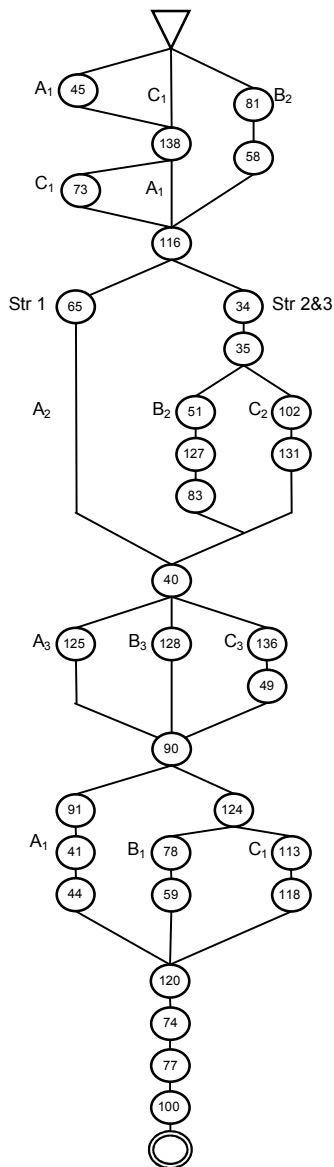 A₁ 45 C₁ 81 B₂
138 58
C₁ 73 A₁
116
Str 1 65 34 Str 2&3
35
A₂ B₂ 51 C₂ 102
127 131
83
40
A₃ 125 B₃ 128 C₃ 136
49
90
91 124
A₁ 41 B₁ 78 C₁ 113
44 59 118
120
74
77
100